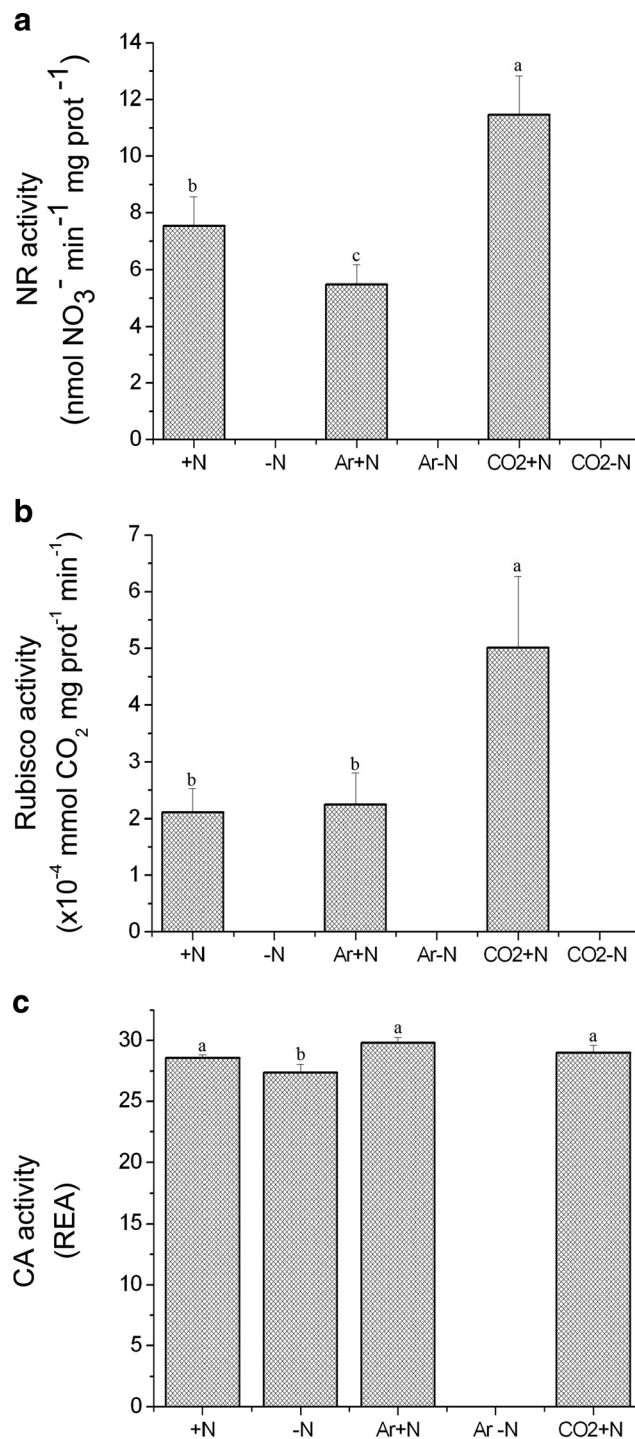 a
NR activity
(nmol NO3- min-1 mg prot -1)
14
12
10
8
6
4
2
0
b
c
a
+N -N Ar+N Ar-N CO2+N CO2-N
b
Rubisco activity
(x10-4 mmol CO2 mg prot-1 min-1)
7
6
5
4
3
2
1
0
b
b
a
+N -N Ar+N Ar-N CO2+N CO2-N
c
CA activity
(REA)
30
25
20
15
10
5
0
a
b
a
a
+N -N Ar+N Ar -N CO2+N